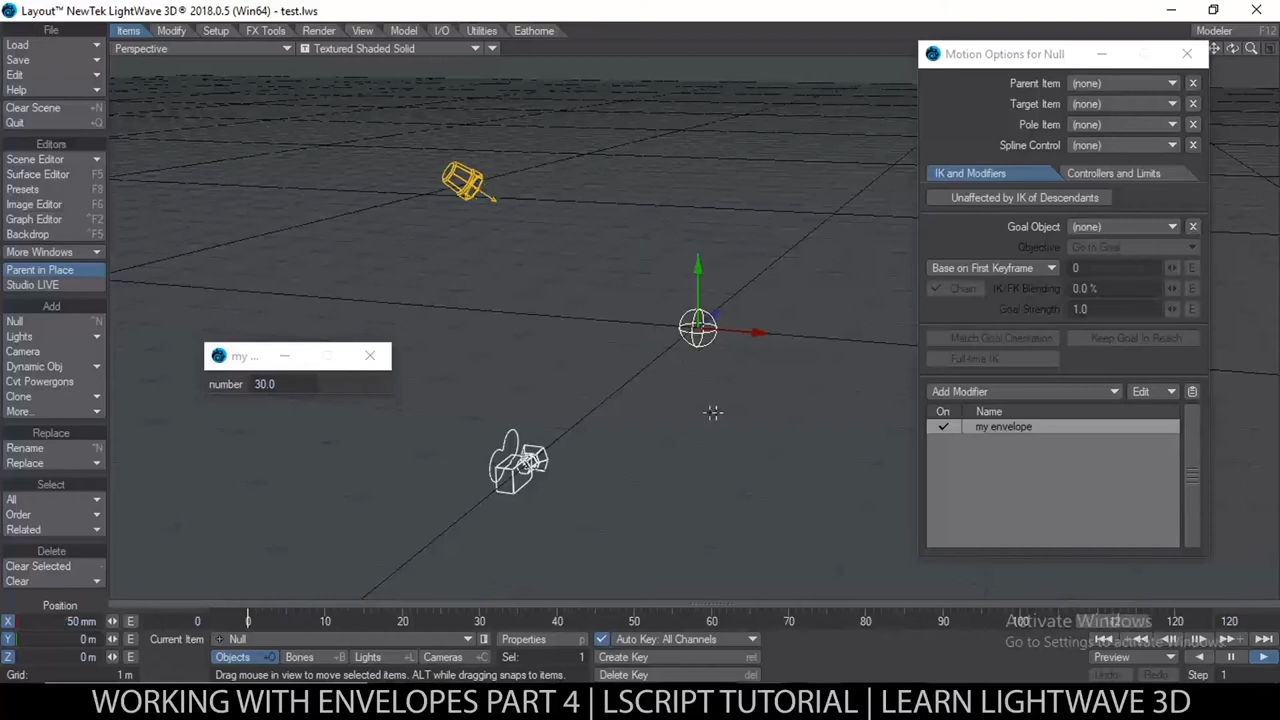 Layout™ NewTek LightWave 3D® 2018.0.5 (Win64) - test.lws
File
Items Modify Setup FX Tools Render View Model I/O Utilities Eathome Modeler F12
Load
Save
Edit
Help
Clear Scene +N
Quit +Q
Editors
Scene Editor
Surface Editor F5
Presets F8
Image Editor F6
Graph Editor ^F2
Backdrop ^F5
More Windows
Parent in Place
Studio LIVE
Add
Null
Lights
Camera
Dynamic Obj
Cvt Powergons
Clone
More...
Replace
Rename ^N
Replace
Select
All
Order
Related
Delete
Clear Selected -
Clear
Perspective
Textured Shaded Solid
my ...
number 30.0
Motion Options for Null
Parent Item (none) X
Target Item (none) X
Pole Item (none) X
Spline Control (none) X
IK and Modifiers Controllers and Limits
Unaffected by IK of Descendants
Goal Object (none) X
Objective Go to Goal
Base on First Keyframe 0 E
Chain IK/FK Blending 0.0 % E
Goal Strength 1.0 E
Match Goal Orientation Keep Goal In Reach
Full-time IK
Add Modifier Edit
On Name
my envelope
Position
X 50 mm E
Y 0 m E
Z 0 m E
Grid: 1 m
0 0 10 20 30 40 50 60 70 80 90 100 110 120 120
Current Item Null Properties p Auto Key: All Channels
Objects +O Bones +B Lights +L Cameras +C Sel: 1 Create Key ret
Drag mouse in view to move selected items. ALT while dragging snaps to items. Delete Key del
Activate Windows
Go to Settings to activate Windows.
Preview
Undo Redo Step 1
WORKING WITH ENVELOPES PART 4 | LSCRIPT TUTORIAL | LEARN LIGHTWAVE 3D